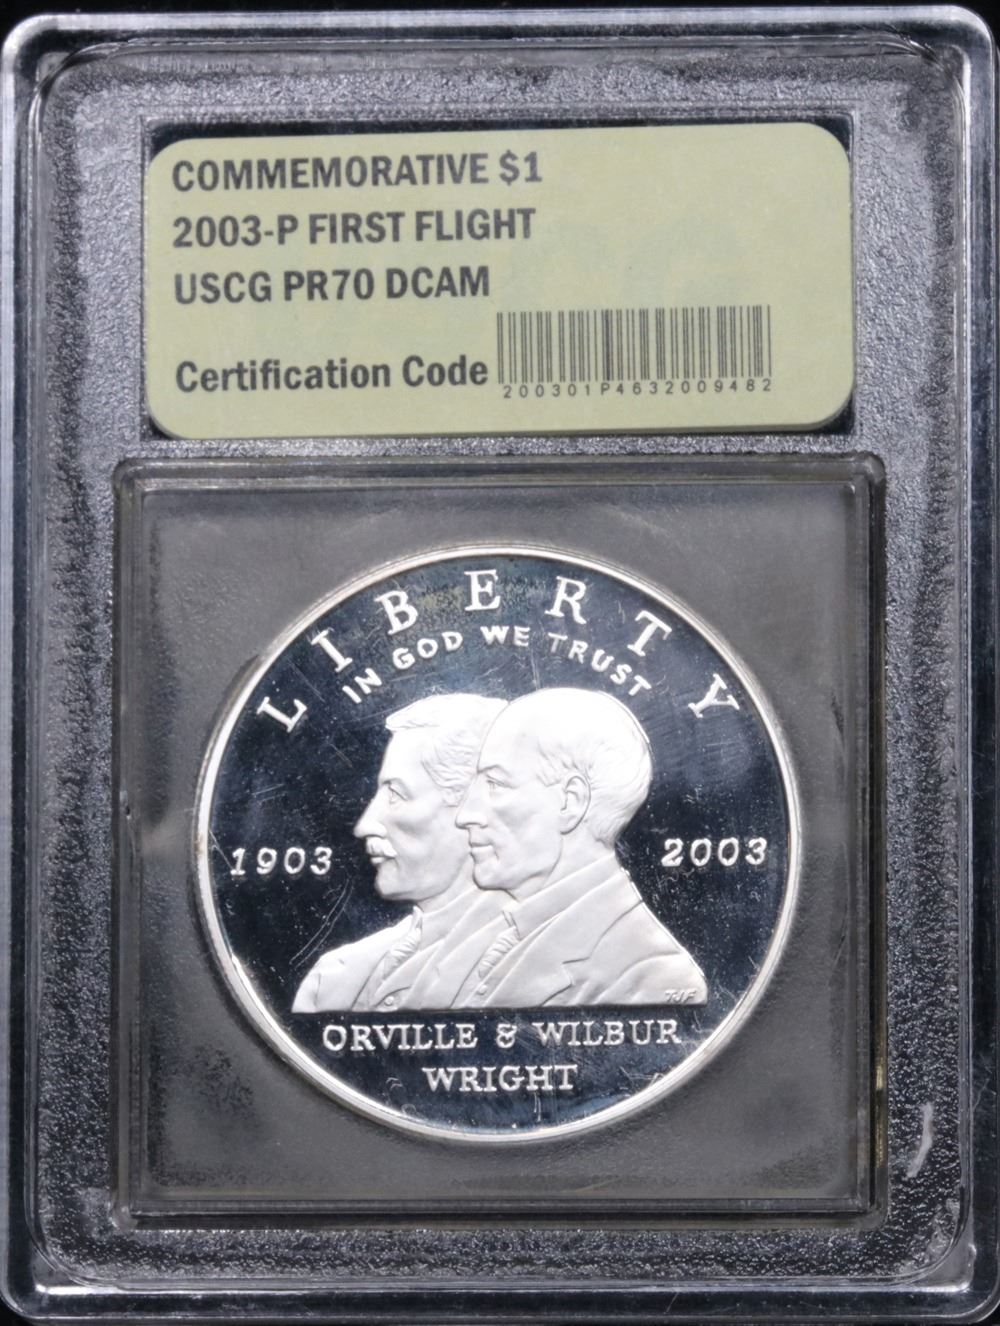 COMMEMORATIVE $1
2003-P FIRST FLIGHT
USCG PR70 DCAM
Certification Code
200301P4632009482
LIBERTY
IN GOD WE TRUST
1903
2003
TJF
ORVILLE & WILBUR
WRIGHT